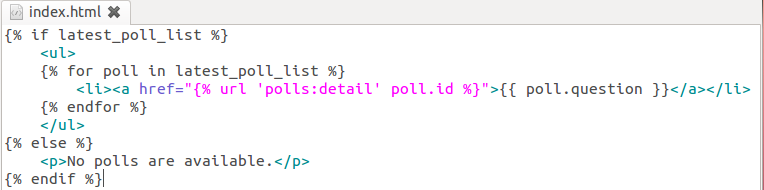 index.html
{% if latest_poll_list %}
    <ul>
    {% for poll in latest_poll_list %}
        <li><a href="{% url 'polls:detail' poll.id %}">{{ poll.question }}</a></li>
    {% endfor %}
    </ul>
{% else %}
    <p>No polls are available.</p>
{% endif %}